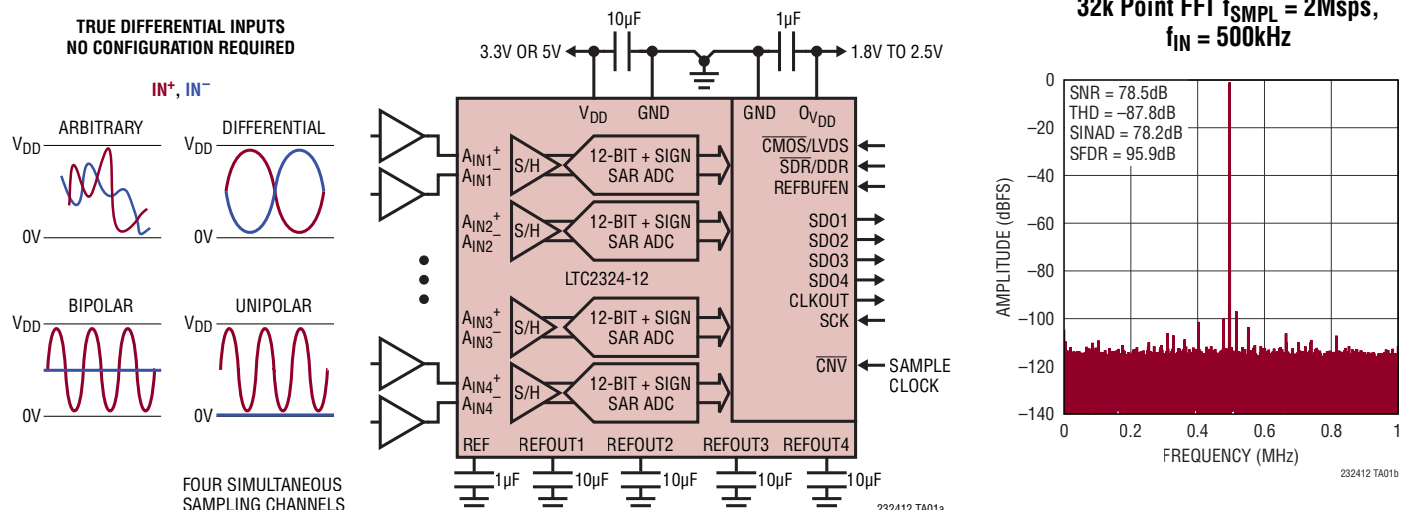 TRUE DIFFERENTIAL INPUTS
NO CONFIGURATION REQUIRED
IN+, IN−
ARBITRARY
VDD
0V
DIFFERENTIAL
BIPOLAR
VDD
0V
UNIPOLAR
VDD
0V
FOUR SIMULTANEOUS
SAMPLING CHANNELS
10µF
1µF
3.3V OR 5V
1.8V TO 2.5V
VDD
GND
GND
OVDD
AIN1+
AIN1−
S/H
12-BIT + SIGN
SAR ADC
AIN2+
AIN2−
S/H
12-BIT + SIGN
SAR ADC
LTC2324-12
AIN3+
AIN3−
S/H
12-BIT + SIGN
SAR ADC
AIN4+
AIN4−
S/H
12-BIT + SIGN
SAR ADC
CMOS/LVDS
SDR/DDR
REFBUFEN
SDO1
SDO2
SDO3
SDO4
CLKOUT
SCK
CNV
SAMPLE
CLOCK
REF
REFOUT1
REFOUT2
REFOUT3
REFOUT4
1µF
10µF
10µF
10µF
10µF
232412 TA01a
32k Point FFT fSMPL = 2Msps,
fIN = 500kHz
SNR = 78.5dB
THD = −87.8dB
SINAD = 78.2dB
SFDR = 95.9dB
AMPLITUDE (dBFS)
0
−20
−40
−60
−80
−100
−120
−140
0
0.2
0.4
0.6
0.8
1
FREQUENCY (MHz)
232412 TA01b